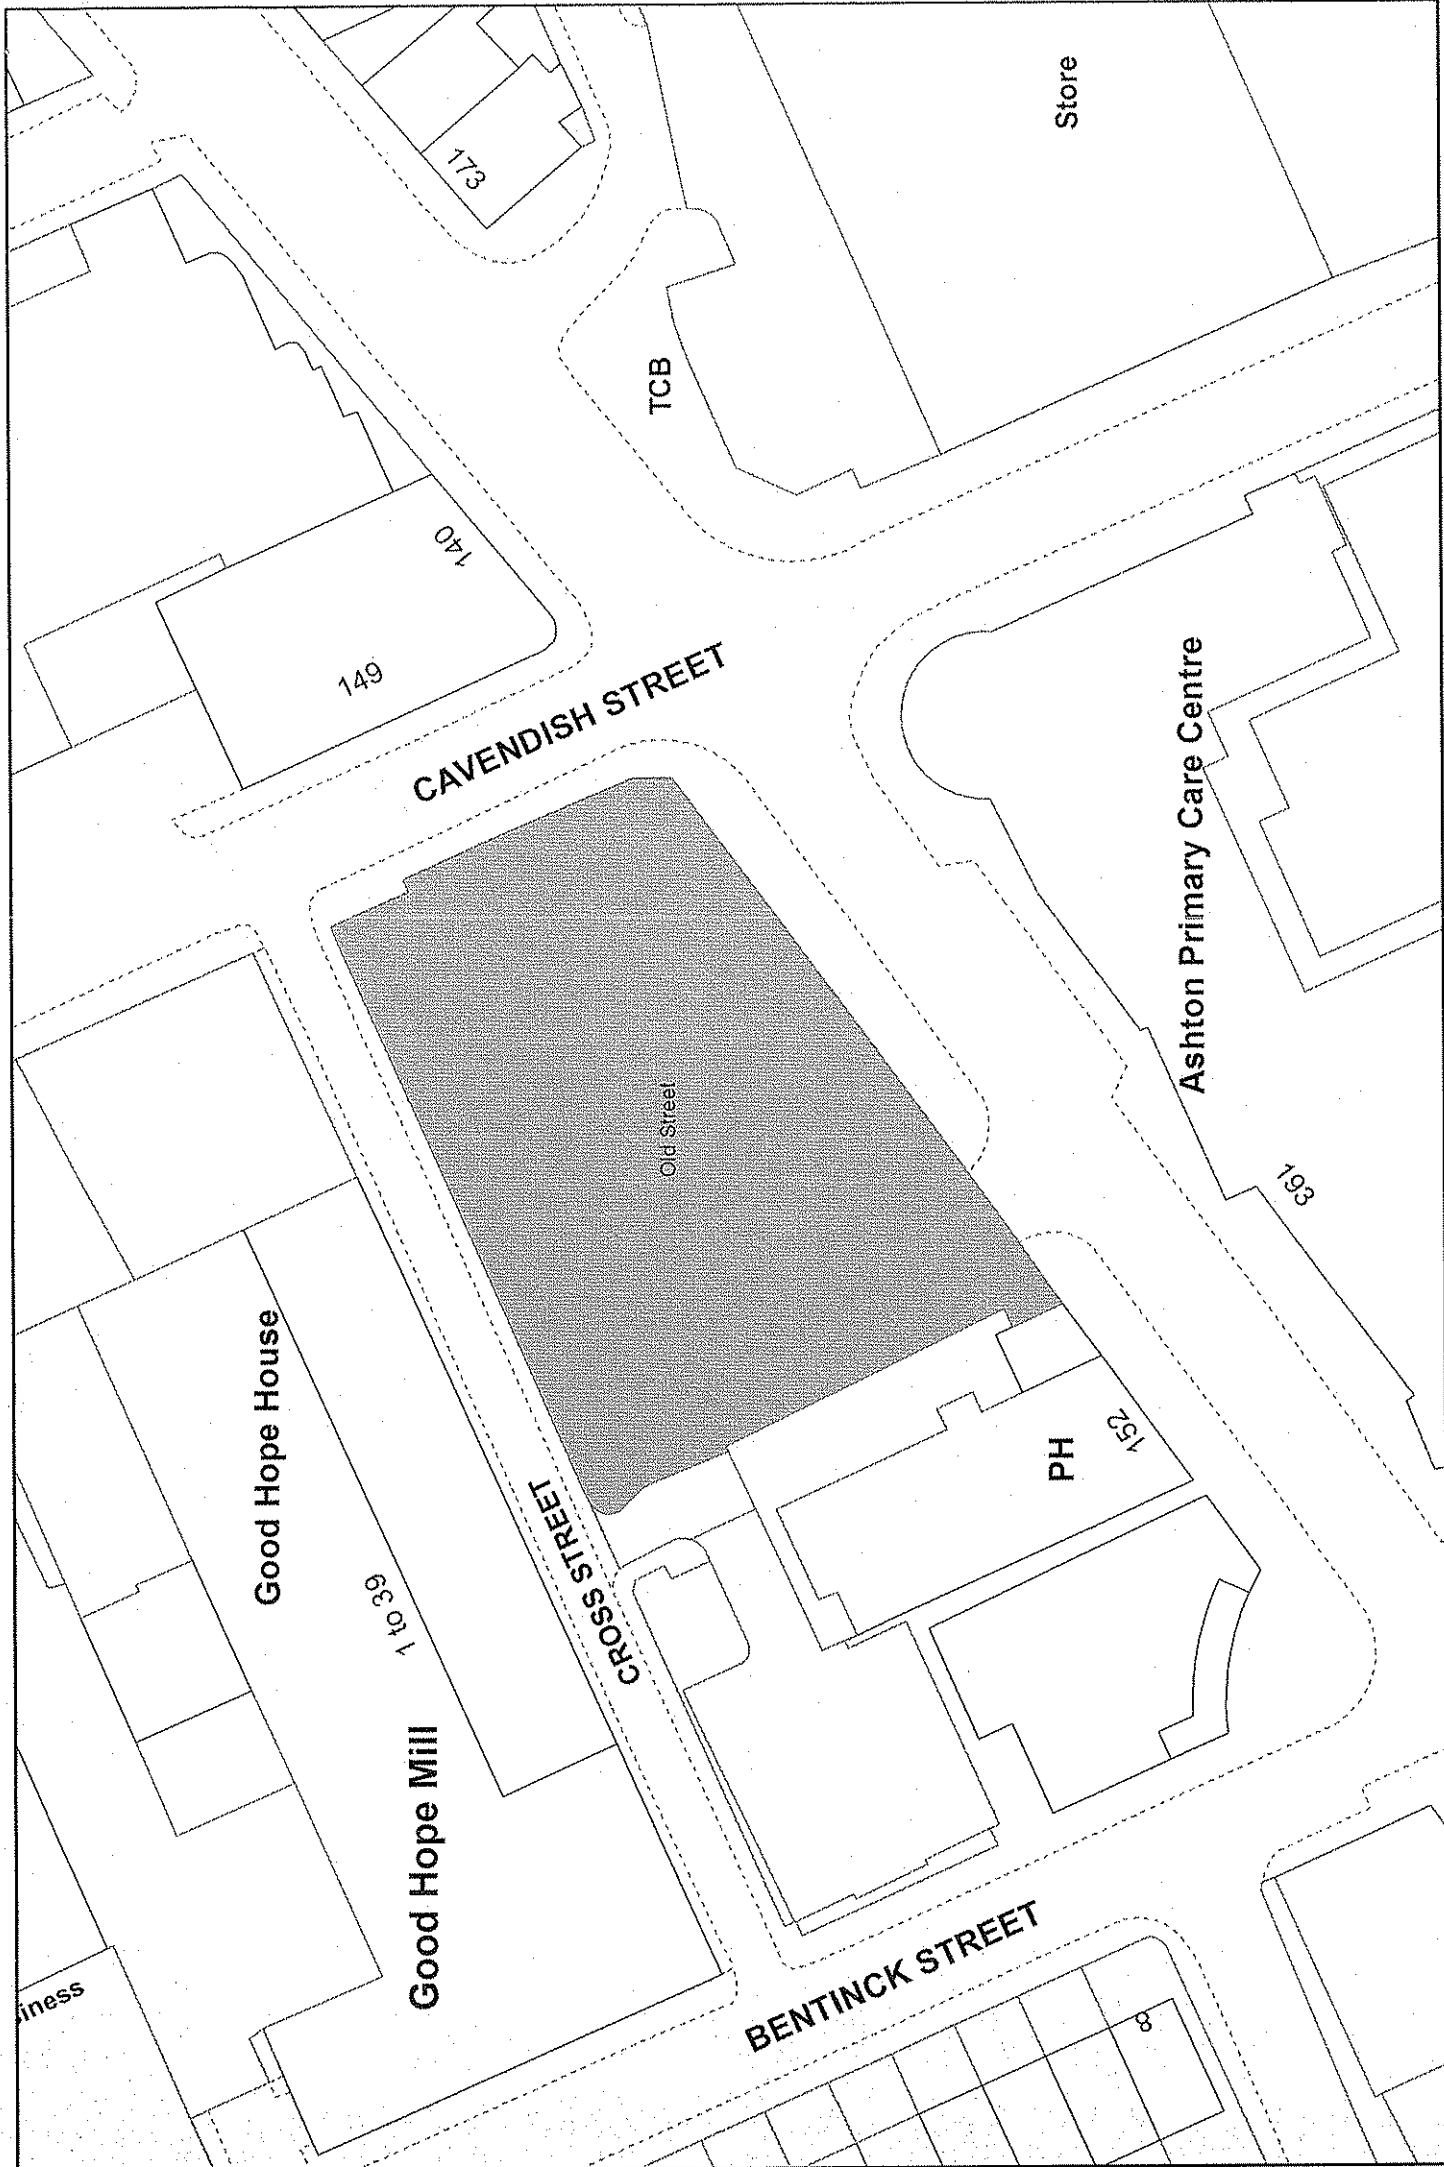 iness
Good Hope Mill
Good Hope House
1 to 39
149
140
173
Store
TCB
CAVENDISH STREET
CROSS STREET
Old Street
BENTINCK STREET
PH
152
8
193
Ashton Primary Care Centre